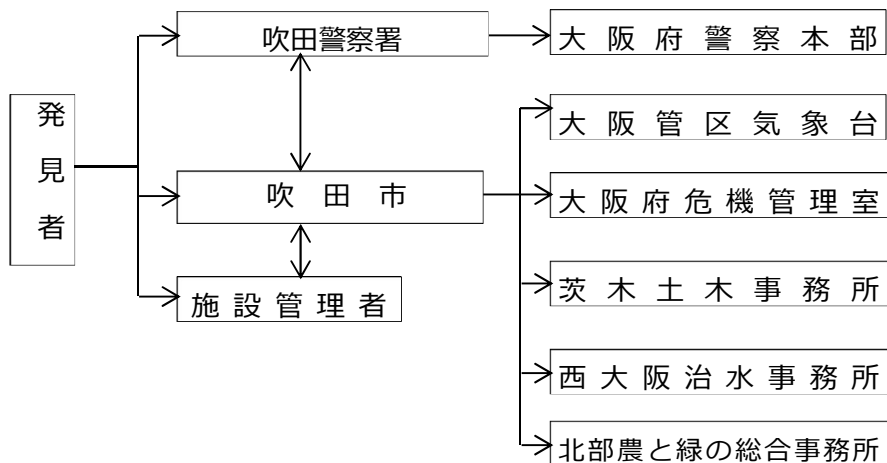 発見者
吹田警察署
吹田市
施設管理者
大阪府警察本部
大阪管区気象台
大阪府危機管理室
茨木土木事務所
西大阪治水事務所
北部農と緑の総合事務所